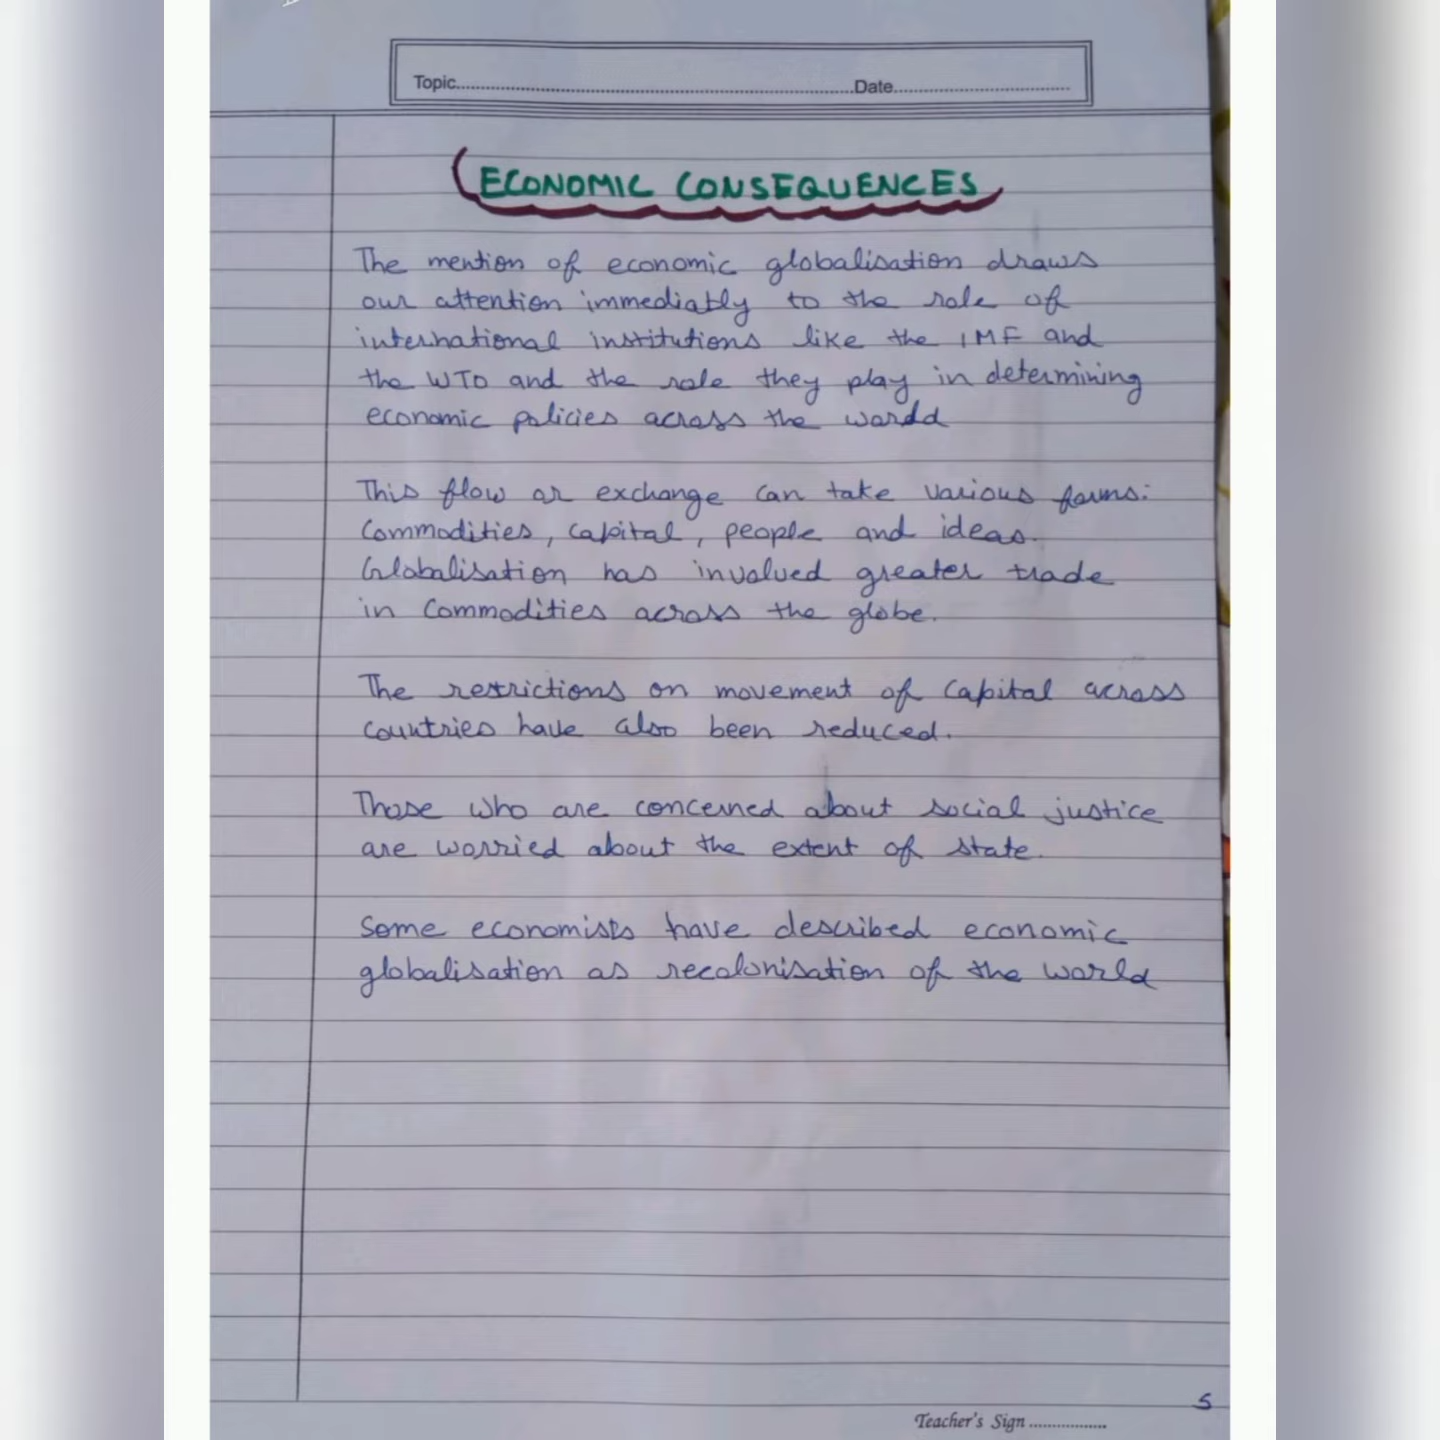 Topic....................Date....................
ECONOMIC CONSEQUENCES
The mention of economic globalisation draws
our attention immediatly to the role of
international institutions like the IMF and
the WTO and the role they play in determining
economic policies across the wordd
This flow or exchange can take various forms:
Commodities, Capital, people and ideas.
Globalisation has involved greater trade
in Commodities across the globe.
The restrictions on movement of Capital across
countries have also been reduced.
Those who are concerned about social justice
are worried about the extent of state.
Some economists have described economic
globalisation as recolonisation of the world
5
Teacher's Sign ................